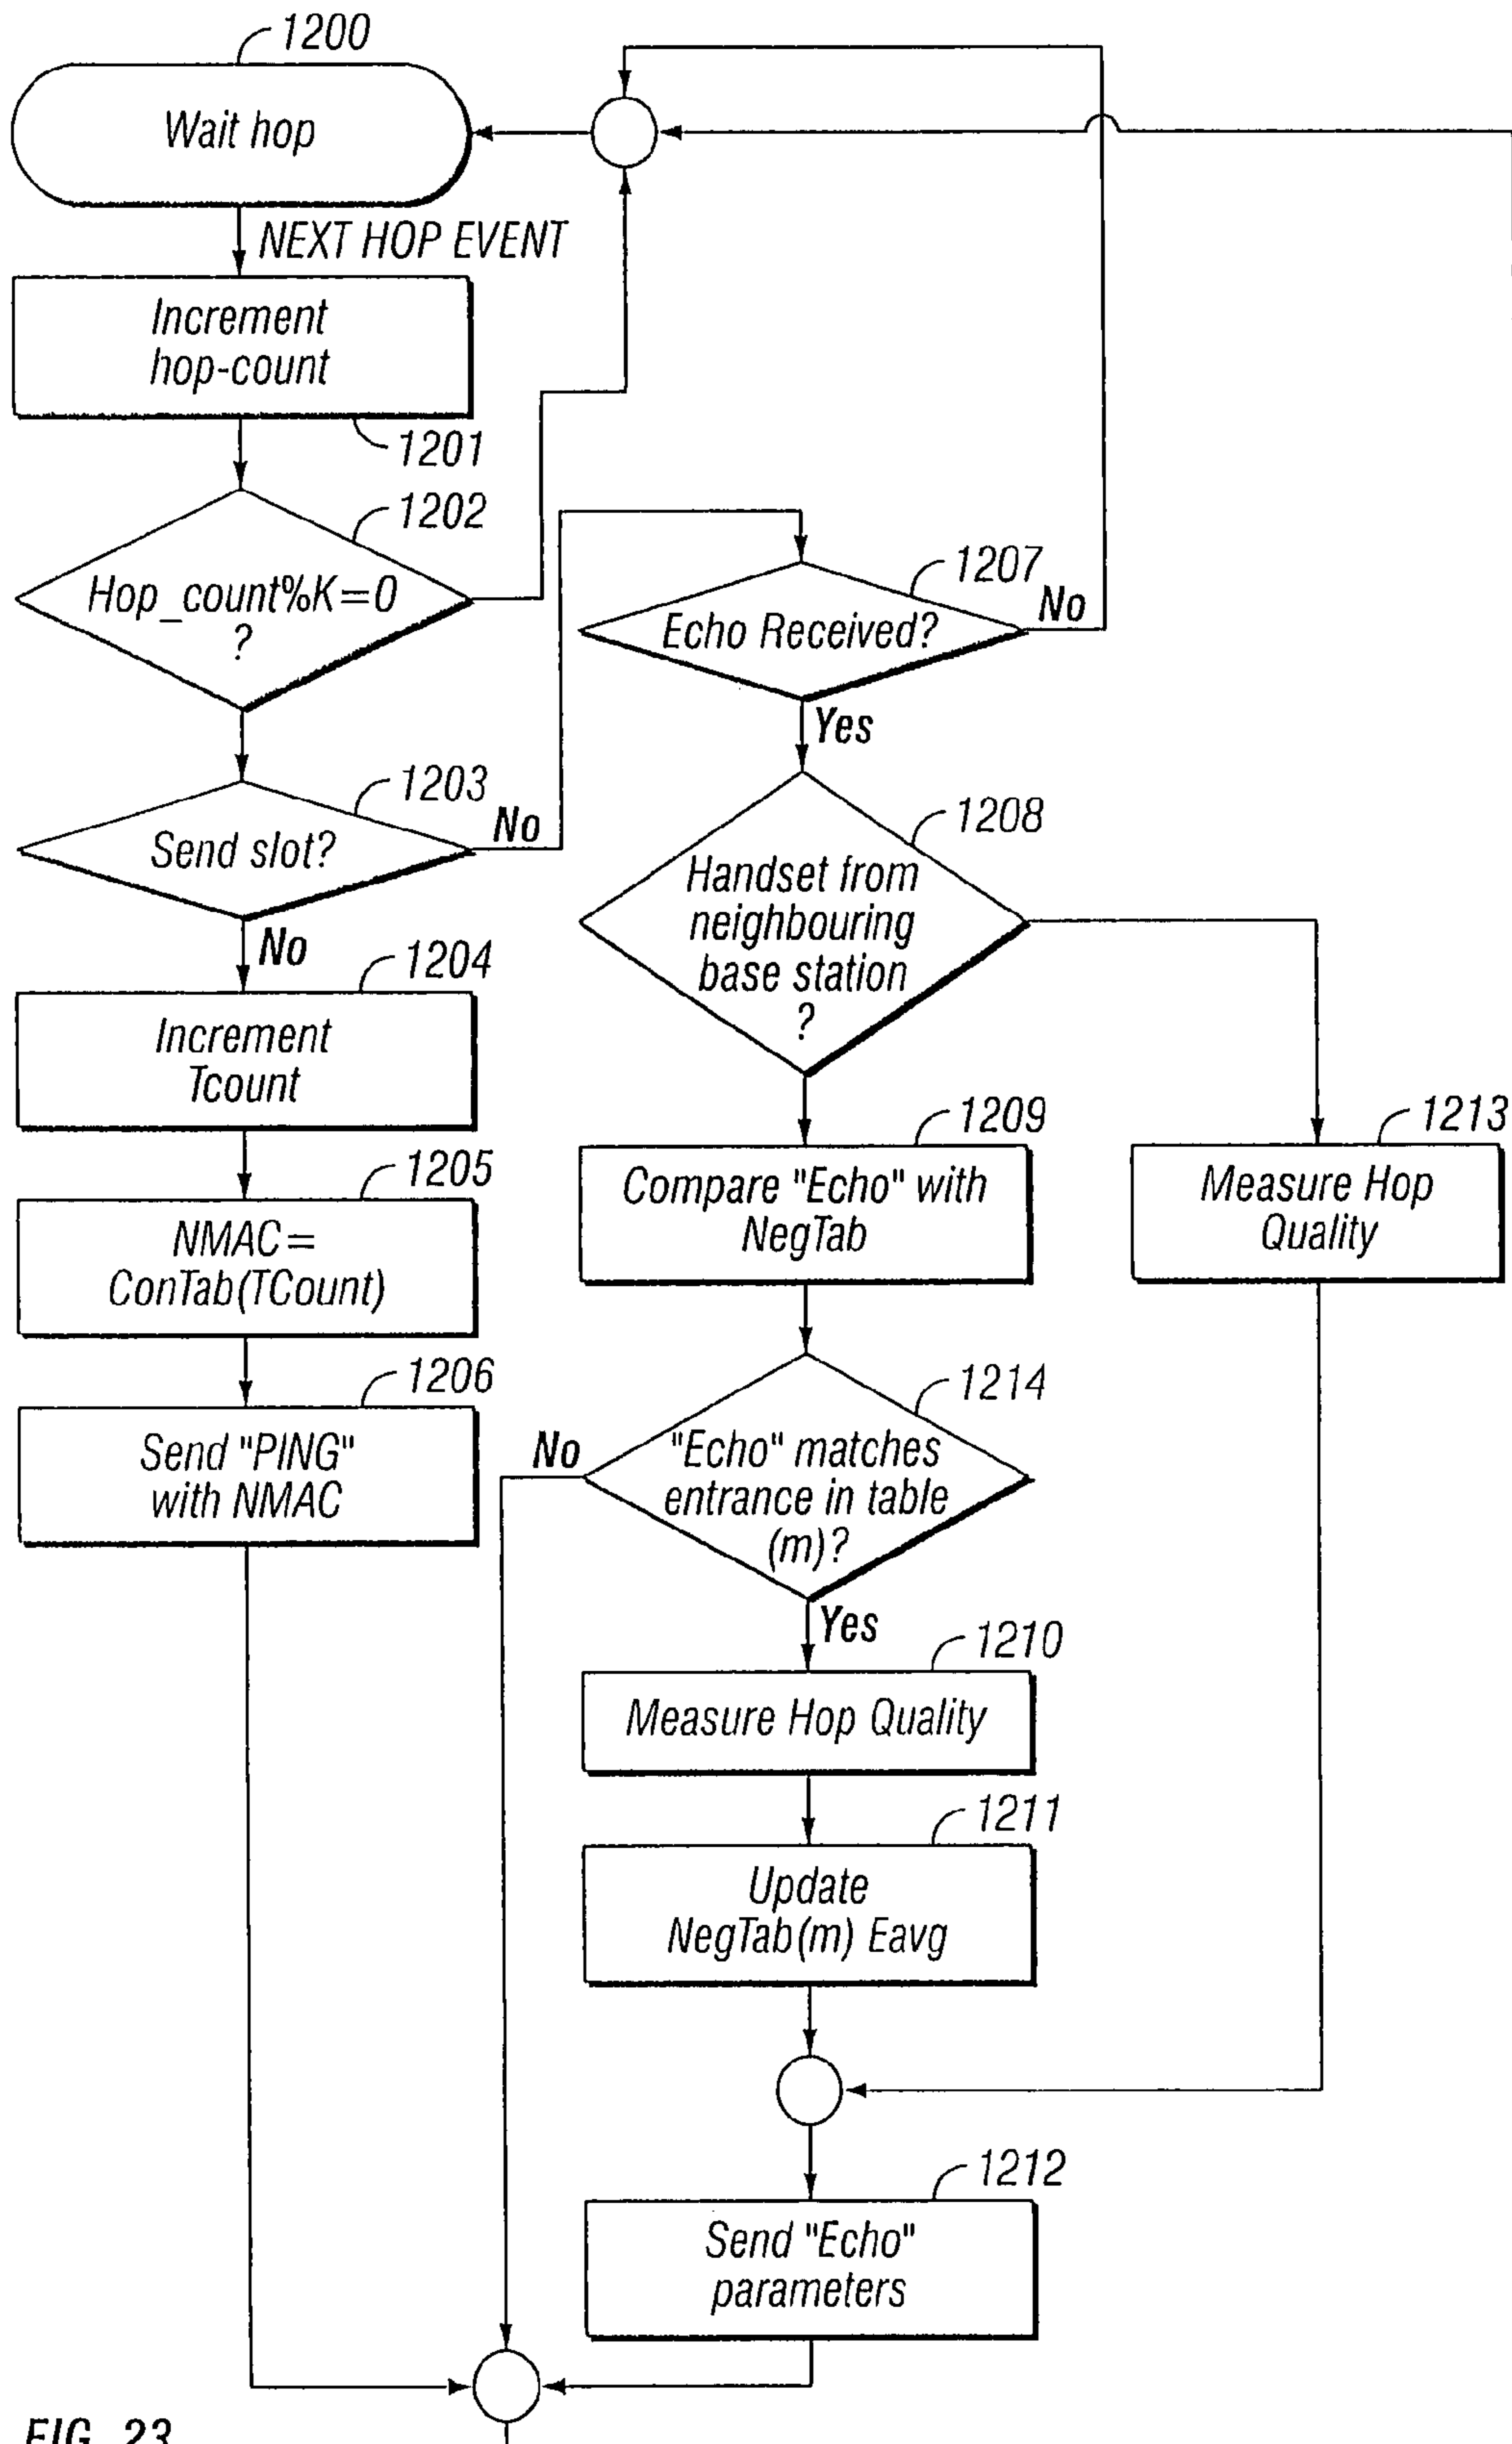 1200
Wait hop
NEXT HOP EVENT
Increment
hop-count
1201
1202
Hop_count%K=0
?
1203
Send slot?
No
No
1204
Increment
Tcount
1205
NMAC=
ConTab(TCount)
1206
Send "PING"
with NMAC
1207
Echo Received?
No
Yes
1208
Handset from
neighbouring
base station
?
1209
Compare "Echo" with
NegTab
1213
Measure Hop
Quality
1214
"Echo" matches
entrance in table
(m)?
No
Yes
1210
Measure Hop Quality
1211
Update
NegTab(m) Eavg
1212
Send "Echo"
parameters
FIG. 23